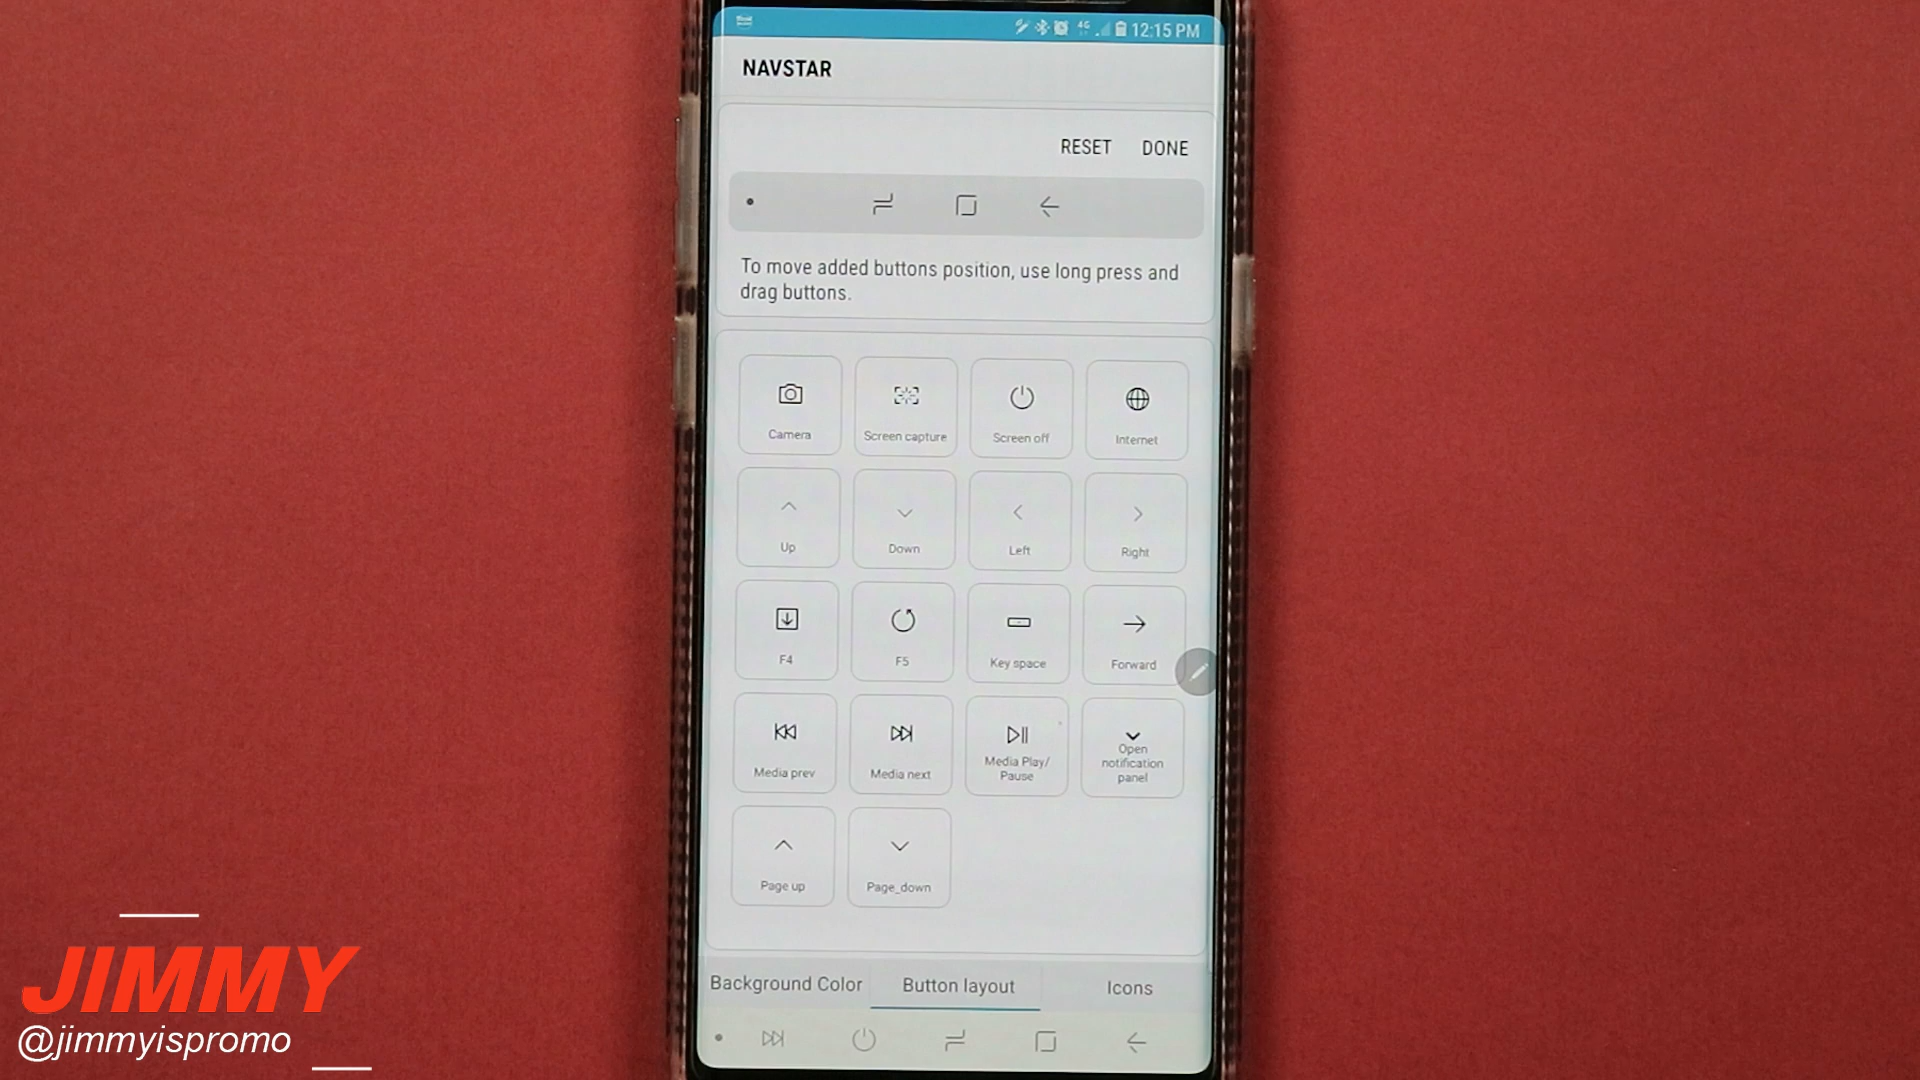 4G 12:15 PM
NAVSTAR
RESET DONE
To move added buttons position, use long press and
drag buttons.
Camera Screen capture Screen off Internet
Up Down Left Right
F4 F5 Key space Forward
Media prev Media next Media Play/
Pause Open
notification
panel
Page up Page_down
Background Color Button layout Icons
JIMMY
@jimmyispromo